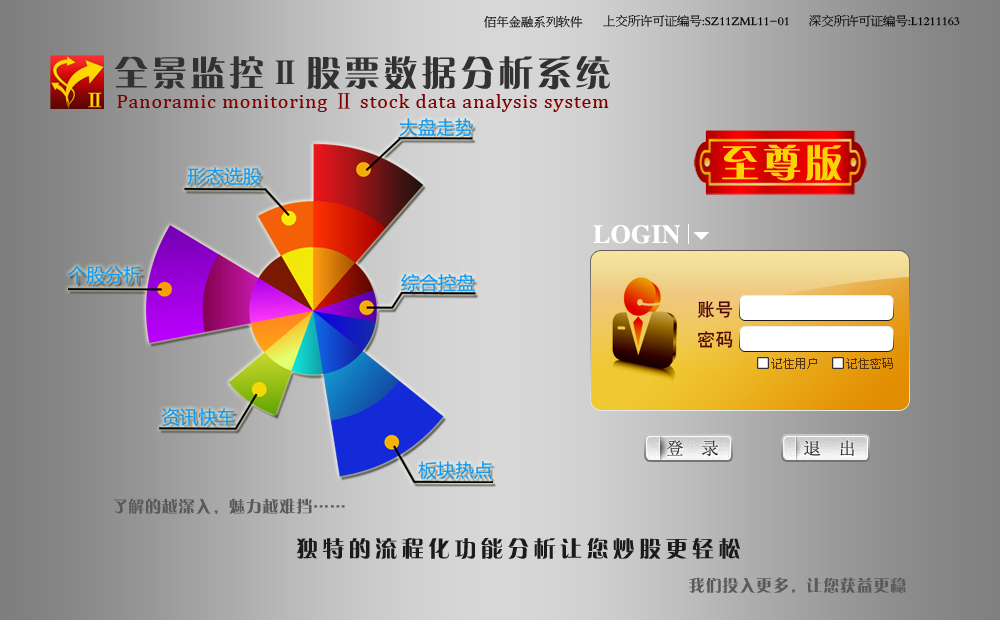 佰年金融系列软件 上交所许可证编号:SZ11ZML11-01 深交所许可证编号:L1211163
全景监控Ⅱ股票数据分析系统
Panoramic monitoring Ⅱ stock data analysis system
Ⅱ
大盘走势
至尊版
形态选股
LOGIN
个股分析
综合控盘
账号
密码
记住用户 记住密码
资讯快车
登 录 退 出
板块热点
了解的越深入，魅力越难挡……
独特的流程化功能分析让您炒股更轻松
我们投入更多，让您获益更稳